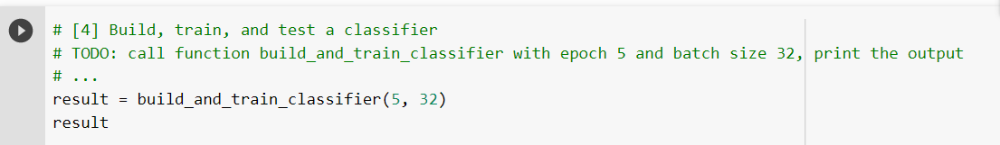 # [4] Build, train, and test a classifier
# TODO: call function build_and_train_classifier with epoch 5 and batch size 32, print the output
# ...
result = build_and_train_classifier(5, 32)
result